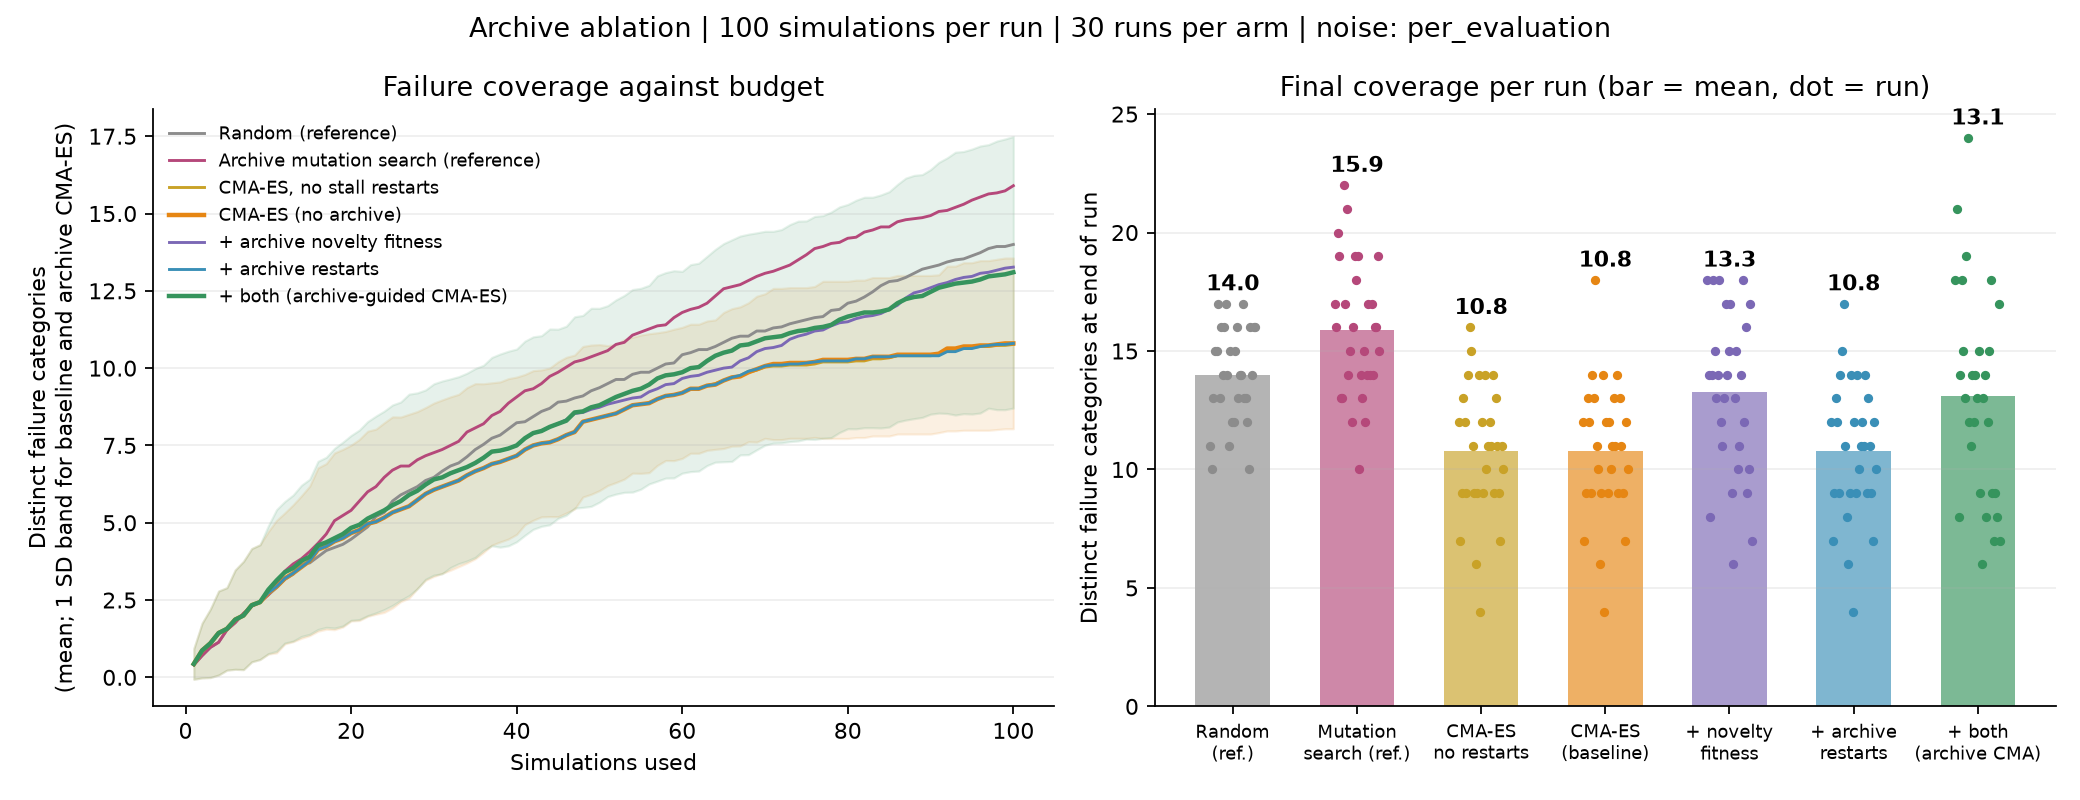 Archive ablation | 100 simulations per run | 30 runs per arm | noise: per_evaluation
Failure coverage against budget
Distinct failure categories
(mean; 1 SD band for baseline and archive CMA-ES)
17.5
15.0
12.5
10.0
7.5
5.0
2.5
0.0
Random (reference)
Archive mutation search (reference)
CMA-ES, no stall restarts
CMA-ES (no archive)
+ archive novelty fitness
+ archive restarts
+ both (archive-guided CMA-ES)
0
20
40
60
80
100
Simulations used
Final coverage per run (bar = mean, dot = run)
Distinct failure categories at end of run
25
20
15
10
5
0
14.0
15.9
10.8
10.8
13.3
10.8
13.1
Random
(ref.)
Mutation
search (ref.)
CMA-ES
no restarts
CMA-ES
(baseline)
+ novelty
fitness
+ archive
restarts
+ both
(archive CMA)